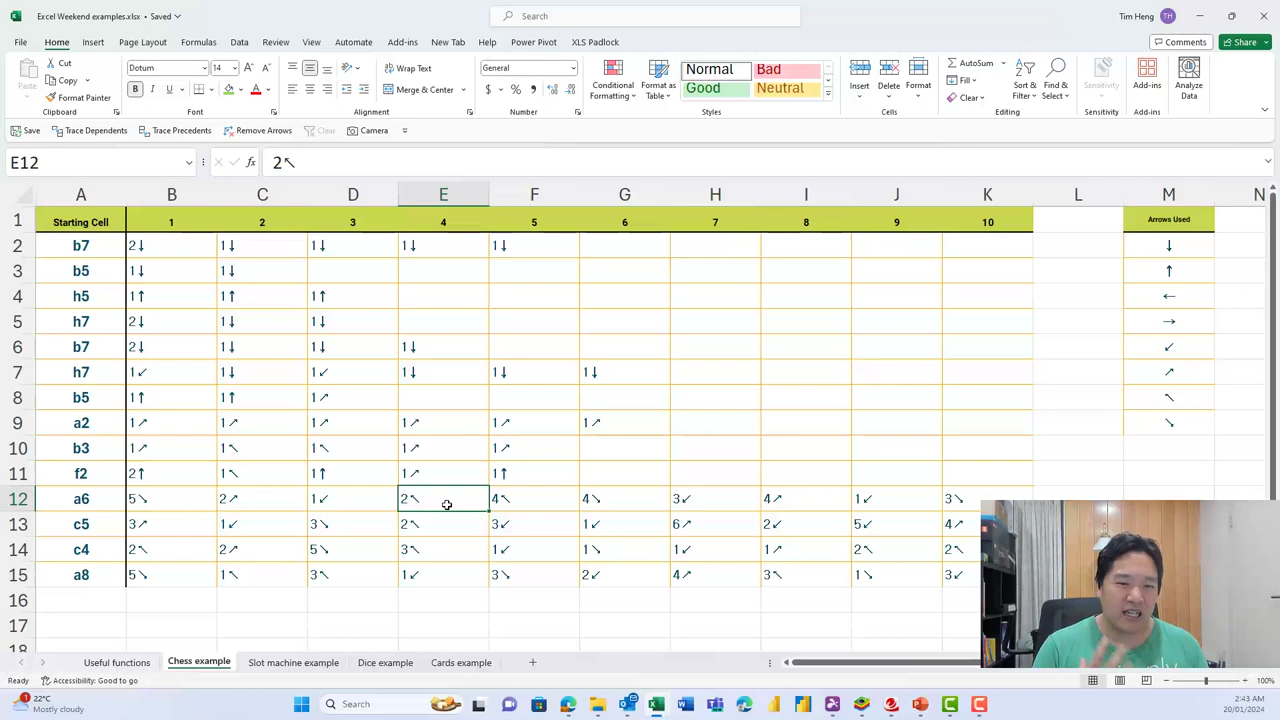 Excel Weekend examples.xlsx • Saved
Search
Tim Heng TH
File Home Insert Page Layout Formulas Data Review View Automate Add-ins New Tab Help Power Pivot XLS Padlock Comments Share
Cut
Copy
Format Painter
Paste
Dotum 14
Wrap Text
Merge & Center
General
Conditional Formatting
Format as Table
Normal Bad
Good Neutral
Insert Delete Format
AutoSum
Fill
Clear
Sort & Filter
Find & Select
Sensitivity
Add-ins
Analyze Data
Clipboard Font Alignment Number Styles Cells Editing Sensitivity Add-ins
Save Trace Dependents Trace Precedents Clear Remove Arrows Camera
E12 fx 2↖
A B C D E F G H I J K L M N
1 Starting Cell 1 2 3 4 5 6 7 8 9 10 Arrows Used
2 b7 2↓ 1↓ 1↓ 1↓ 1↓ ↓
3 b5 1↓ 1↓ ↑
4 h5 1↑ 1↑ 1↑ ←
5 h7 2↓ 1↓ 1↓ →
6 b7 2↓ 1↓ 1↓ 1↓ ↙
7 h7 1↙ 1↓ 1↙ 1↓ 1↓ 1↓ ↗
8 b5 1↑ 1↑ 1↗ ↖
9 a2 1↗ 1↗ 1↗ 1↗ 1↗ 1↗ ↘
10 b3 1↗ 1↖ 1↖ 1↗ 1↗
11 f2 2↑ 1↖ 1↑ 1↗ 1↑
12 a6 5↘ 2↗ 1↙ 2↖ 4↖ 4↘ 3↙ 4↗ 1↙ 3↘
13 c5 3↗ 1↙ 3↘ 2↖ 3↙ 1↙ 6↗ 2↙ 5↙ 4↗
14 c4 2↖ 2↗ 5↘ 3↖ 1↙ 1↘ 1↙ 1↗ 2↖ 2↖
15 a8 5↘ 1↖ 3↖ 1↙ 3↘ 2↙ 4↗ 3↖ 1↘ 3↙
16
17
18
Useful functions Chess example Slot machine example Dice example Cards example
Ready Accessibility: Good to go 100%
22°C
Mostly cloudy
Search
2:43 AM
20/01/2024